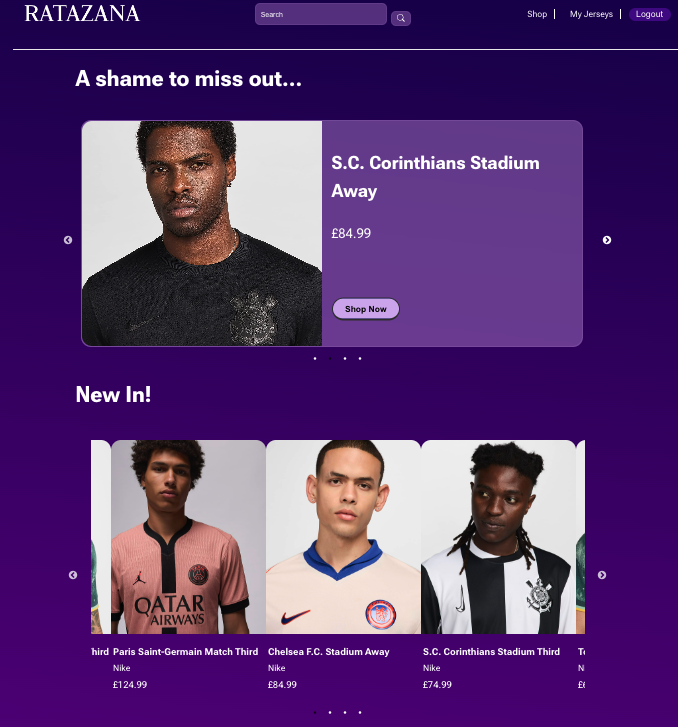 RATAZANA
Search
Shop
My Jerseys
Logout
A shame to miss out...
S.C. Corinthians Stadium
Away
£84.99
Shop Now
New In!
QATAR
AIRWAYS
Paris Saint-Germain Match Third
Nike
£124.99
Chelsea F.C. Stadium Away
Nike
£84.99
S.C. Corinthians Stadium Third
Nike
£74.99